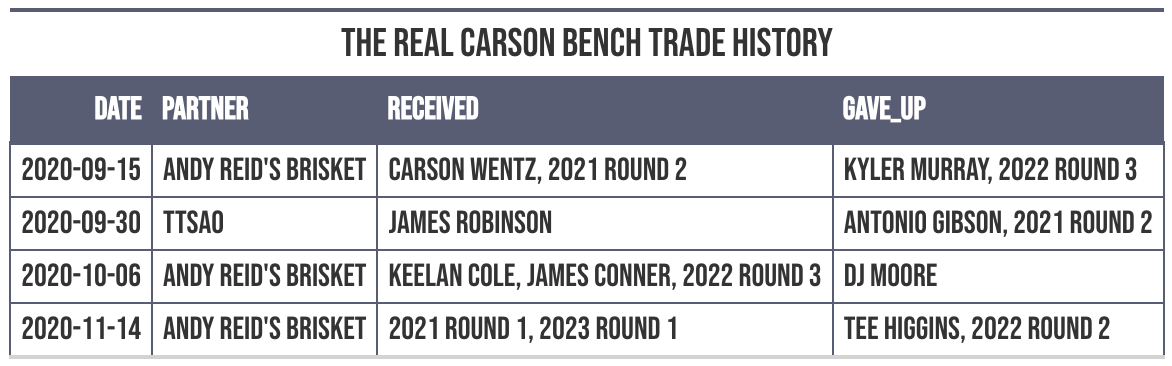 THE REAL CARSON BENCH TRADE HISTORY
DATE PARTNER RECEIVED GAVE_UP
2020-09-15 ANDY REID'S BRISKET CARSON WENTZ, 2021 ROUND 2 KYLER MURRAY, 2022 ROUND 3
2020-09-30 TTSAO JAMES ROBINSON ANTONIO GIBSON, 2021 ROUND 2
2020-10-06 ANDY REID'S BRISKET KEELAN COLE, JAMES CONNER, 2022 ROUND 3 DJ MOORE
2020-11-14 ANDY REID'S BRISKET 2021 ROUND 1, 2023 ROUND 1 TEE HIGGINS, 2022 ROUND 2